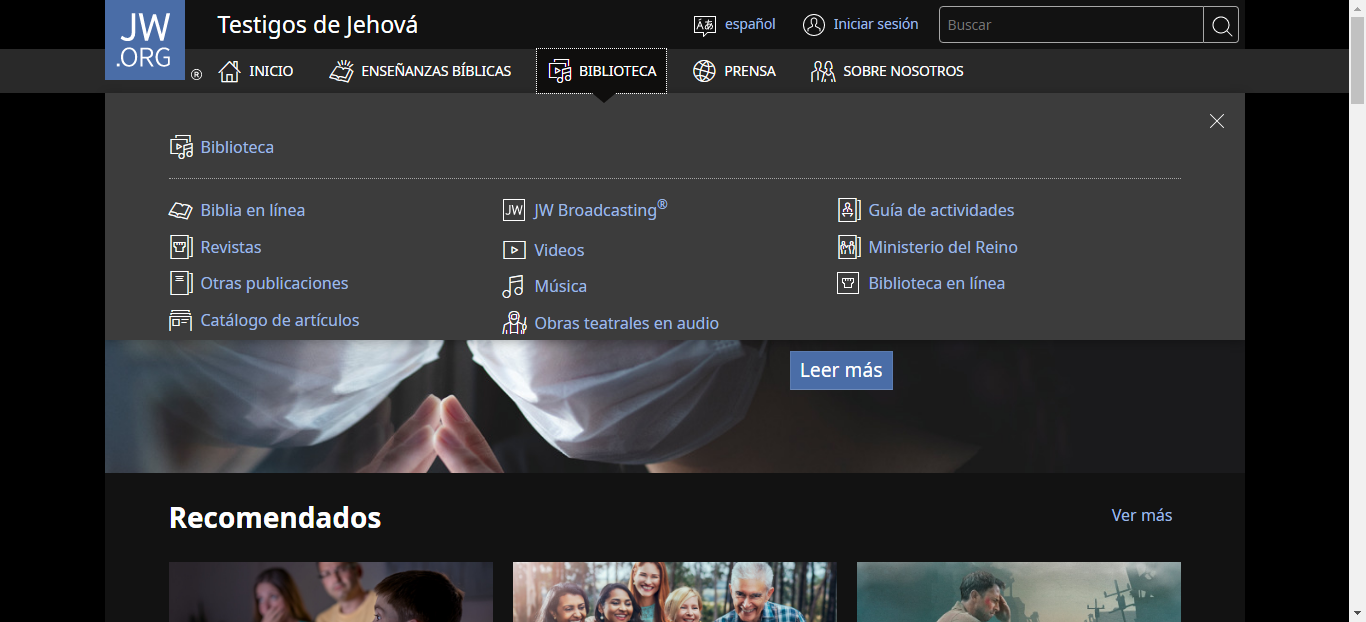 JW
.ORG
®
Testigos de Jehová
español
Iniciar sesión
Buscar
INICIO
ENSEÑANZAS BÍBLICAS
BIBLIOTECA
PRENSA
SOBRE NOSOTROS
Biblioteca
Biblia en línea
Revistas
Otras publicaciones
Catálogo de artículos
JW Broadcasting®
Videos
Música
Obras teatrales en audio
Guía de actividades
Ministerio del Reino
Biblioteca en línea
Leer más
Recomendados
Ver más